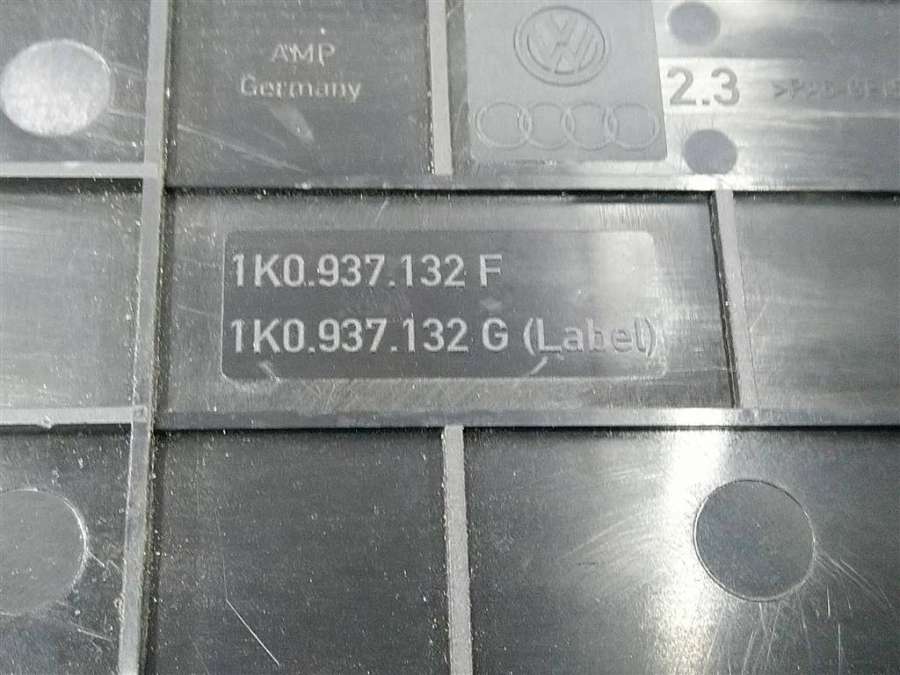 AMP
Germany
2.3
1K0.937.132 F
1K0.937.132 G (Label)